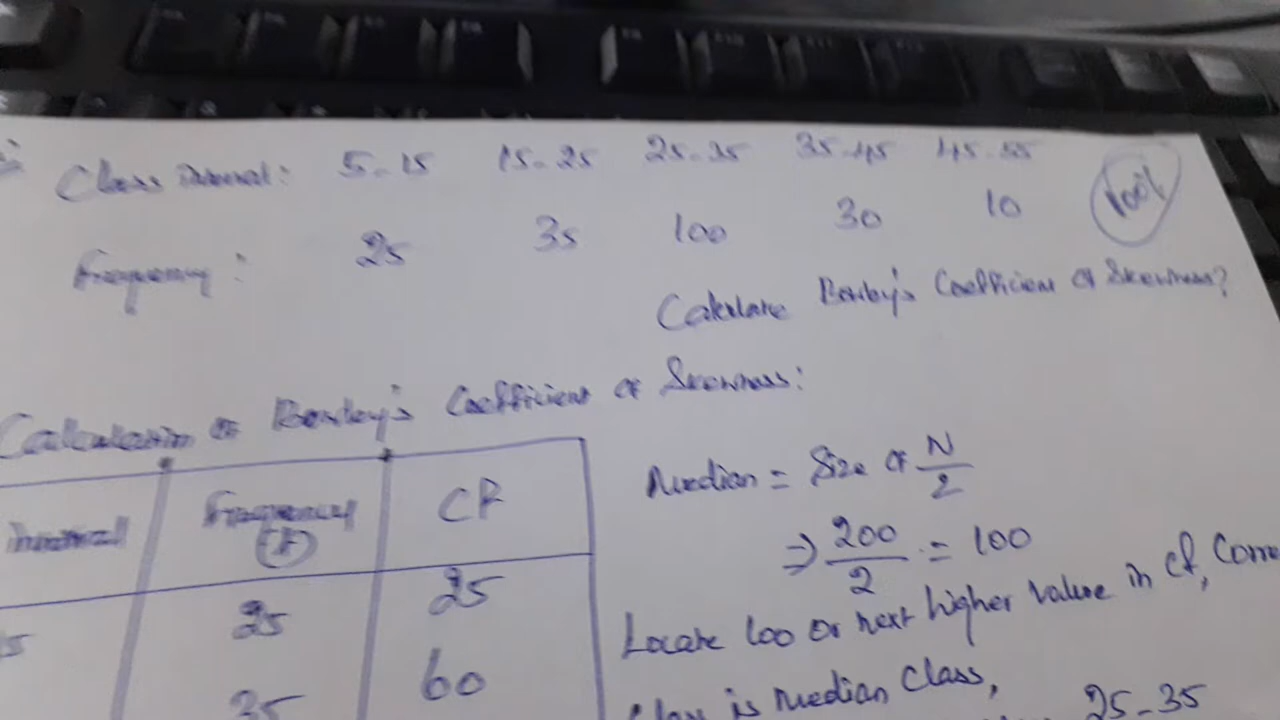 Class Interval: 5-15 15-25 25-35 35-45 45-55
Frequency: 25 35 100 30 10
Calculate Bowley's Coefficient of Skewness?
Calculation of Bowley's Coefficient of Skewness:
Interval Frequency (f) CF
25 25
35 60
Median = Size of N/2
⇒ 200/2 = 100
Locate 100 or next higher value in cf,
Class is median class,
25-35